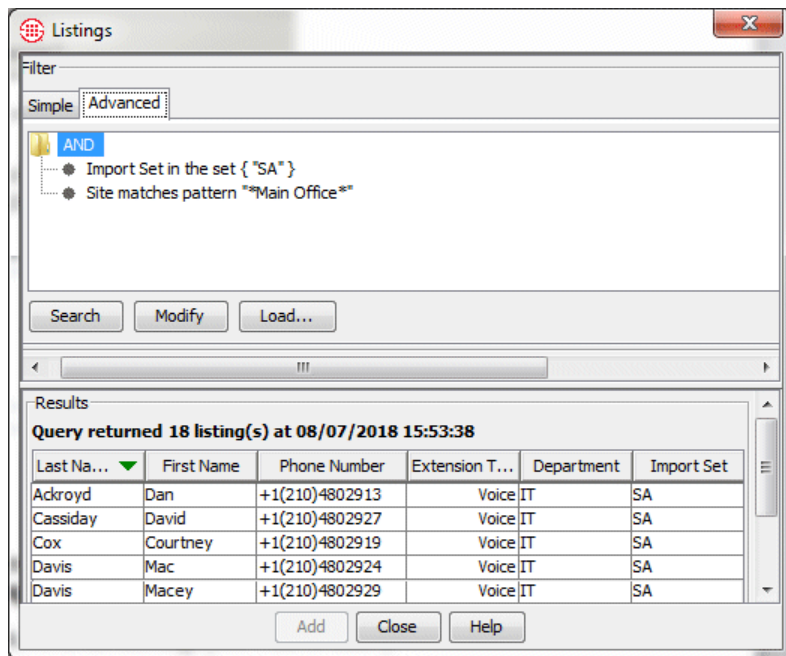 Listings
Filter
Simple Advanced
AND
Import Set in the set { "SA" }
Site matches pattern "*Main Office*"
Search Modify Load...
Results
Query returned 18 listing(s) at 08/07/2018 15:53:38
Last Na... First Name Phone Number Extension T... Department Import Set
Ackroyd Dan +1(210)4802913 Voice IT SA
Cassiday David +1(210)4802927 Voice IT SA
Cox Courtney +1(210)4802919 Voice IT SA
Davis Mac +1(210)4802924 Voice IT SA
Davis Macey +1(210)4802929 Voice IT SA
Add Close Help